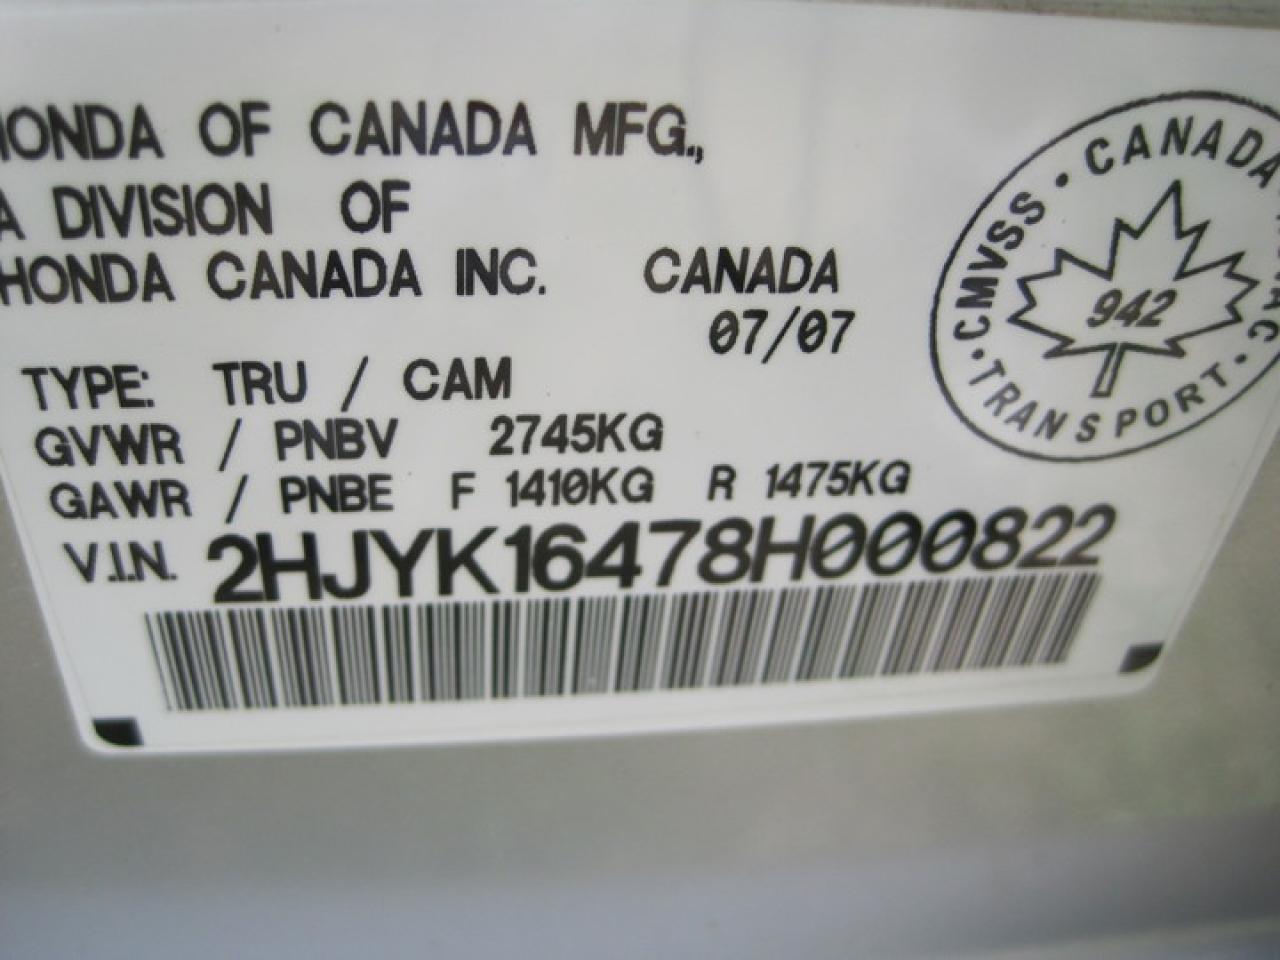 HONDA OF CANADA MFG.,
A DIVISION OF
HONDA CANADA INC. CANADA
07/07
TYPE: TRU / CAM
GVWR / PNBV 2745KG
GAWR / PNBE F 1410KG R 1475KG
V.I.N. 2HJYK16478H000822
CMVSS • CANADA
942
TRANSPORT